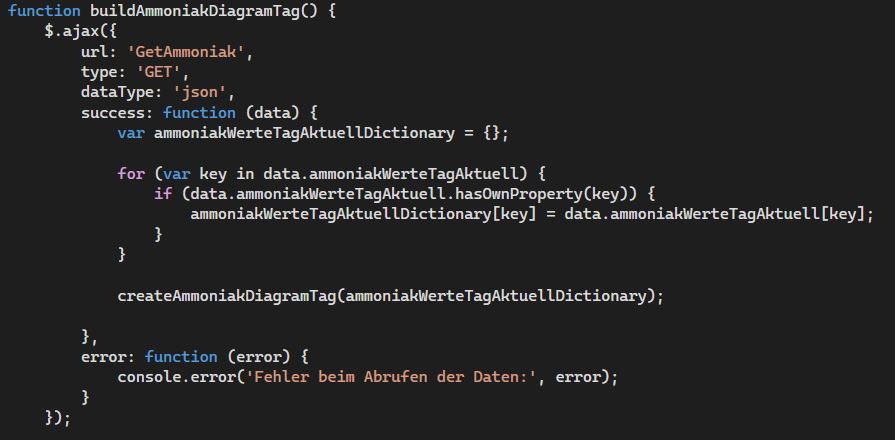 function buildAmmoniakDiagramTag() {
    $.ajax({
        url: 'GetAmmoniak',
        type: 'GET',
        dataType: 'json',
        success: function (data) {
            var ammoniakWerteTagAktuellDictionary = {};

            for (var key in data.ammoniakWerteTagAktuell) {
                if (data.ammoniakWerteTagAktuell.hasOwnProperty(key)) {
                    ammoniakWerteTagAktuellDictionary[key] = data.ammoniakWerteTagAktuell[key];
                }
            }

            createAmmoniakDiagramTag(ammoniakWerteTagAktuellDictionary);

        },
        error: function (error) {
            console.error('Fehler beim Abrufen der Daten:', error);
        }
    });